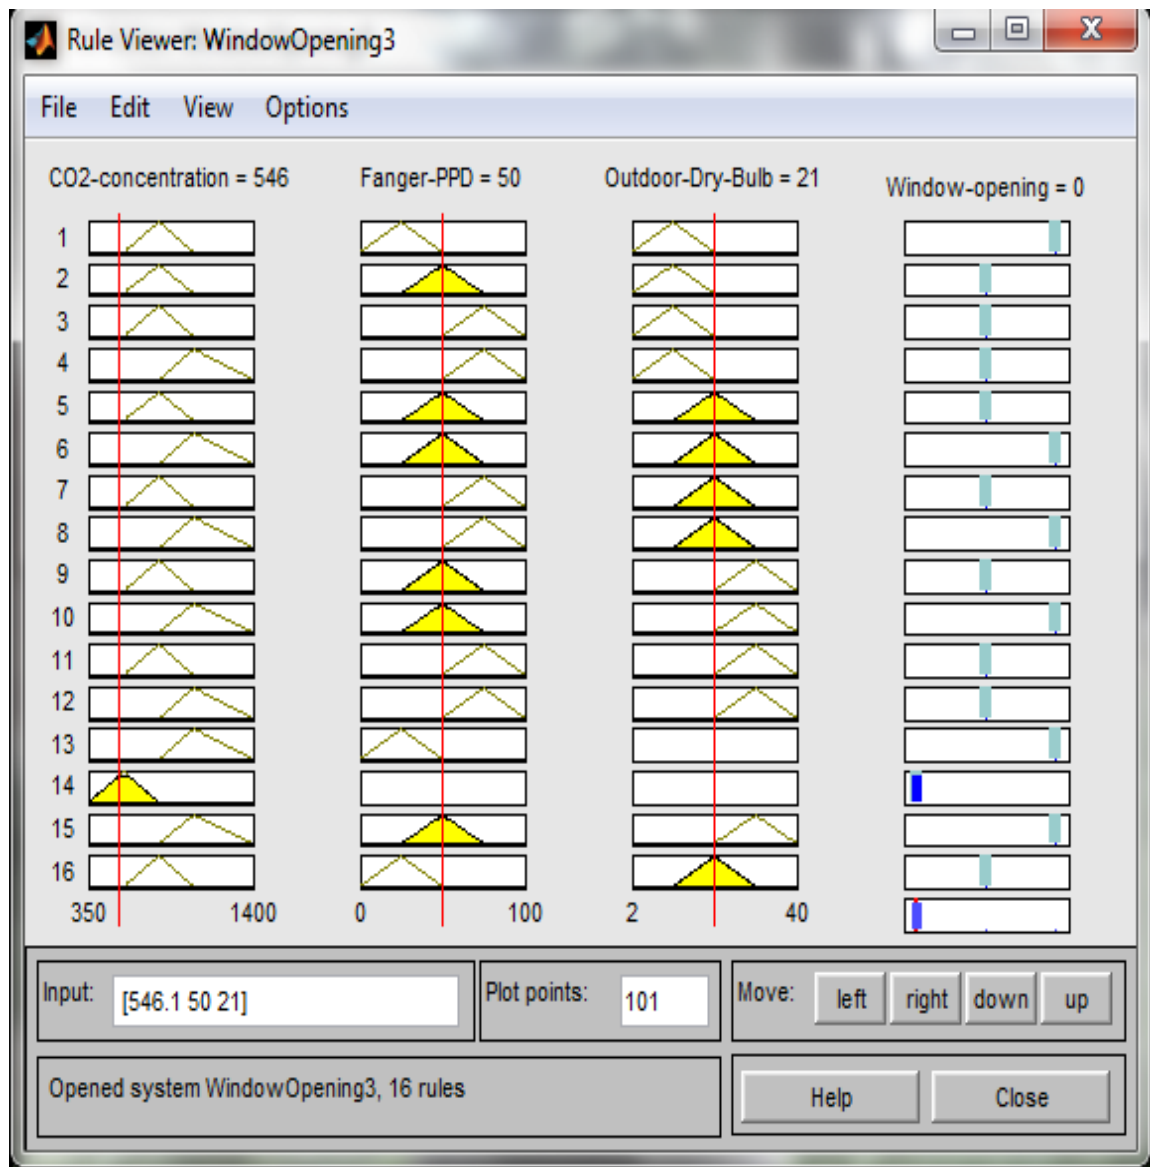 Rule Viewer: WindowOpening3
File Edit View Options
CO2-concentration = 546 Fanger-PPD = 50 Outdoor-Dry-Bulb = 21 Window-opening = 0
1
2
3
4
5
6
7
8
9
10
11
12
13
14
15
16
350 1400 0 100 2 40
Input: [546.1 50 21] Plot points: 101 Move: left right down up
Opened system WindowOpening3, 16 rules Help Close